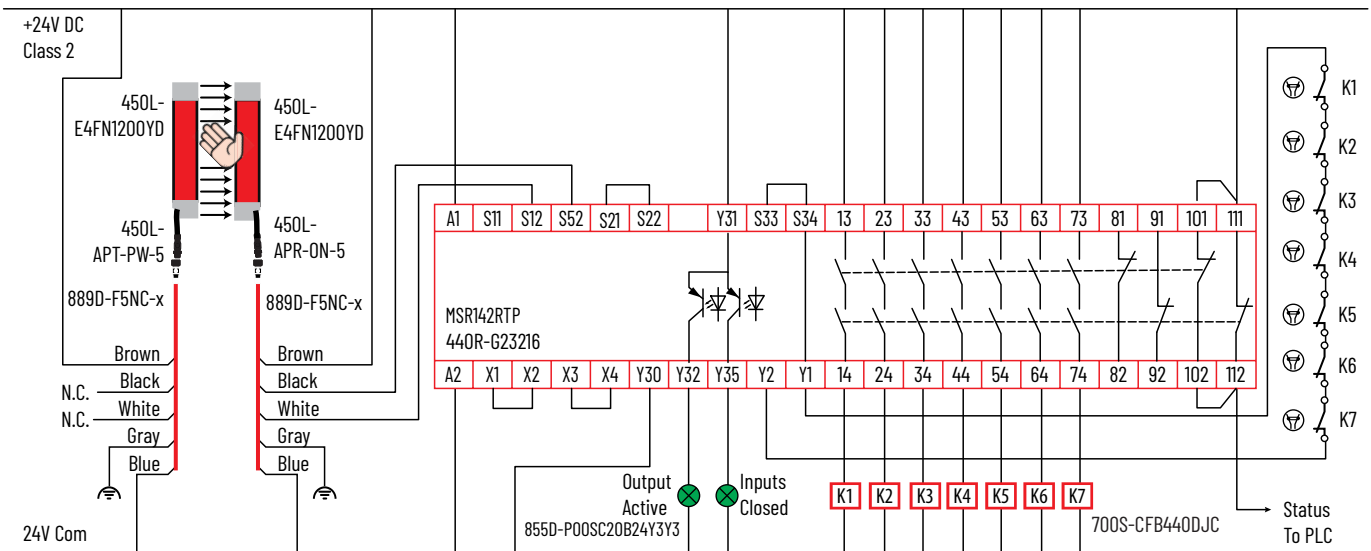 +24V DC
Class 2
450L-
E4FN1200YD
450L-
E4FN1200YD
450L-
APT-PW-5
450L-
APR-ON-5
889D-F5NC-x
889D-F5NC-x
Brown
Black
White
Gray
Blue
N.C.
N.C.
Brown
Black
White
Gray
Blue
24V Com
A1 S11 S12 S52 S21 S22 Y31 S33 S34 13 23 33 43 53 63 73 81 91 101 111
MSR142RTP
440R-G23216
A2 X1 X2 X3 X4 Y30 Y32 Y35 Y2 Y1 14 24 34 44 54 64 74 82 92 102 112
Output
Active
Inputs
Closed
855D-P00SC20B24Y3Y3
K1 K2 K3 K4 K5 K6 K7
700S-CFB440DJC
Status
To PLC
K1
K2
K3
K4
K5
K6
K7